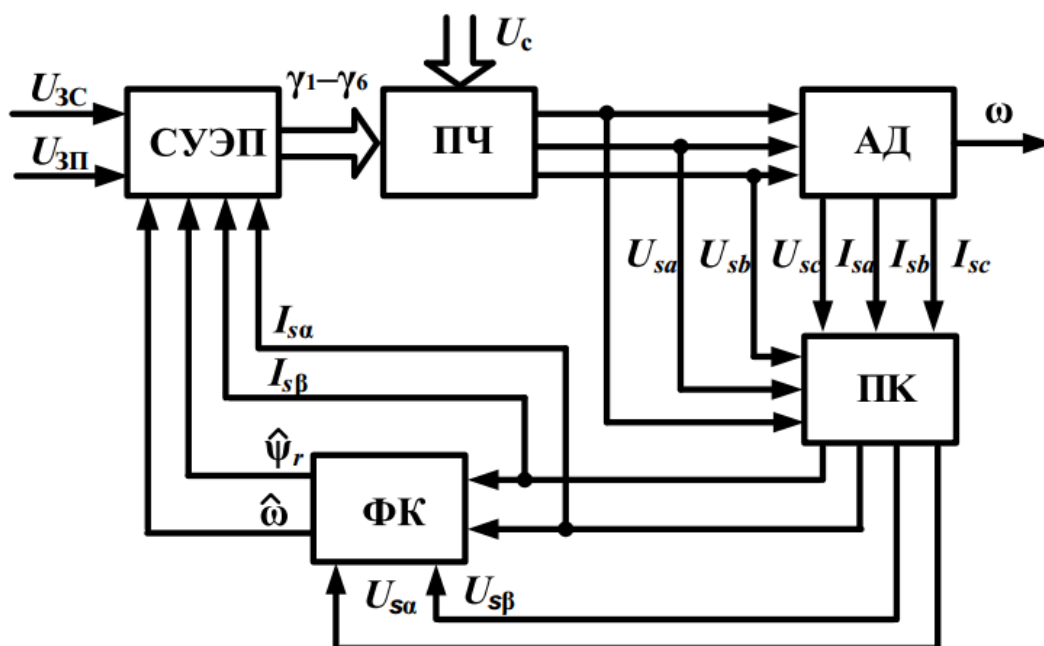 U_c
U_ЗС
γ₁–γ₆
СУЭП
ПЧ
АД
ω
U_ЗП
U_sa U_sb U_sc I_sa I_sb I_sc
I_sα
I_sβ
ПК
ψ̂_r
ω̂
ФК
U_sα U_sβ